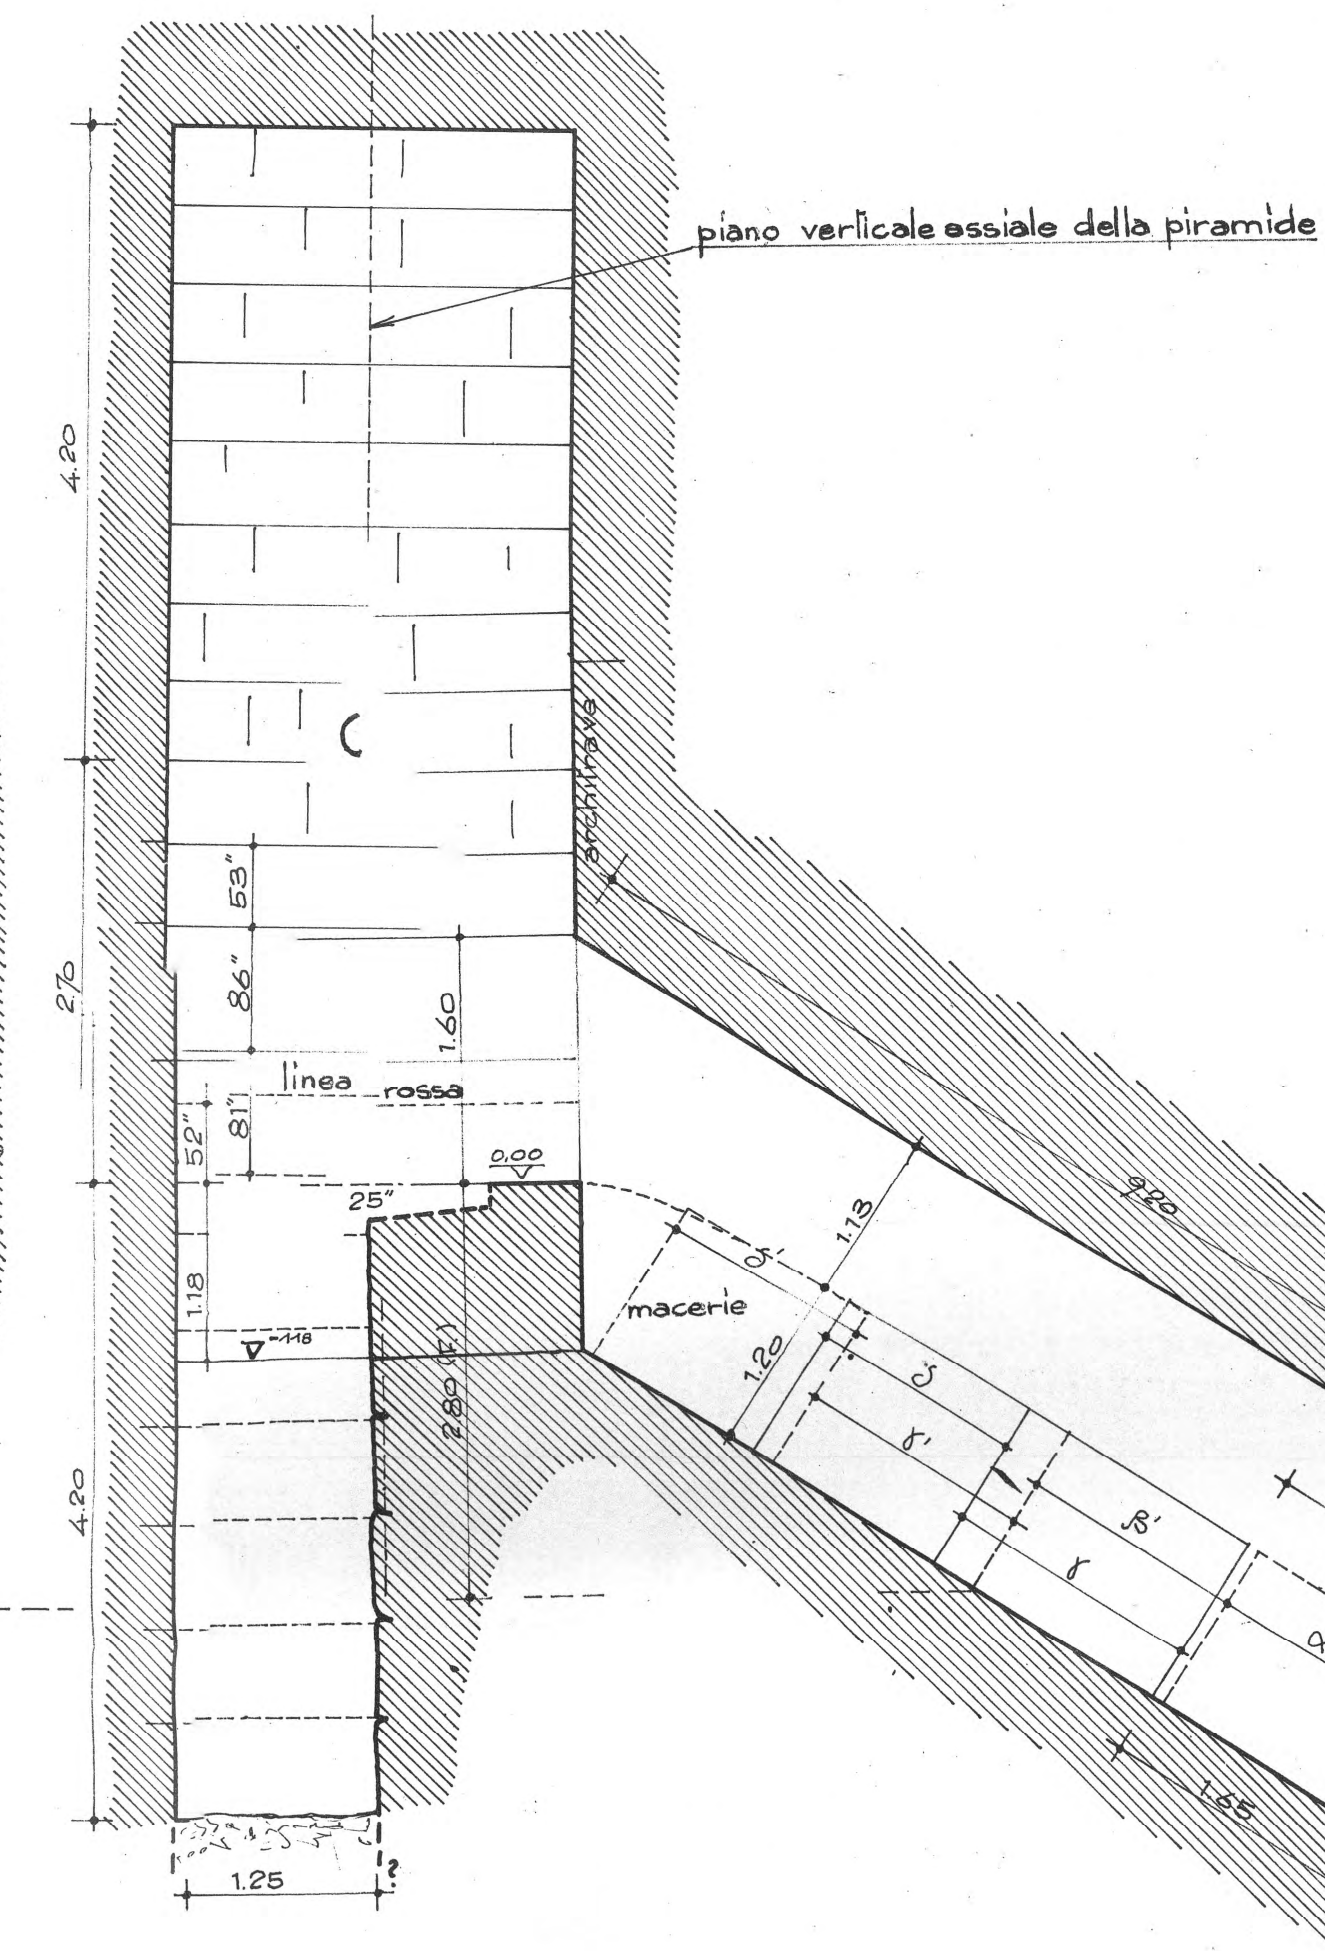 piano verticale assiale della piramide
4.20
architrave
C
53"
86"
2.70
1.60
linea rossa
81"
52"
0,00
25"
9.20
1.13
δ'
macerie
1.18
-118
1.20
δ
2.80 (F.)
γ'
β'
4.20
γ
α
1.65
1.25
?